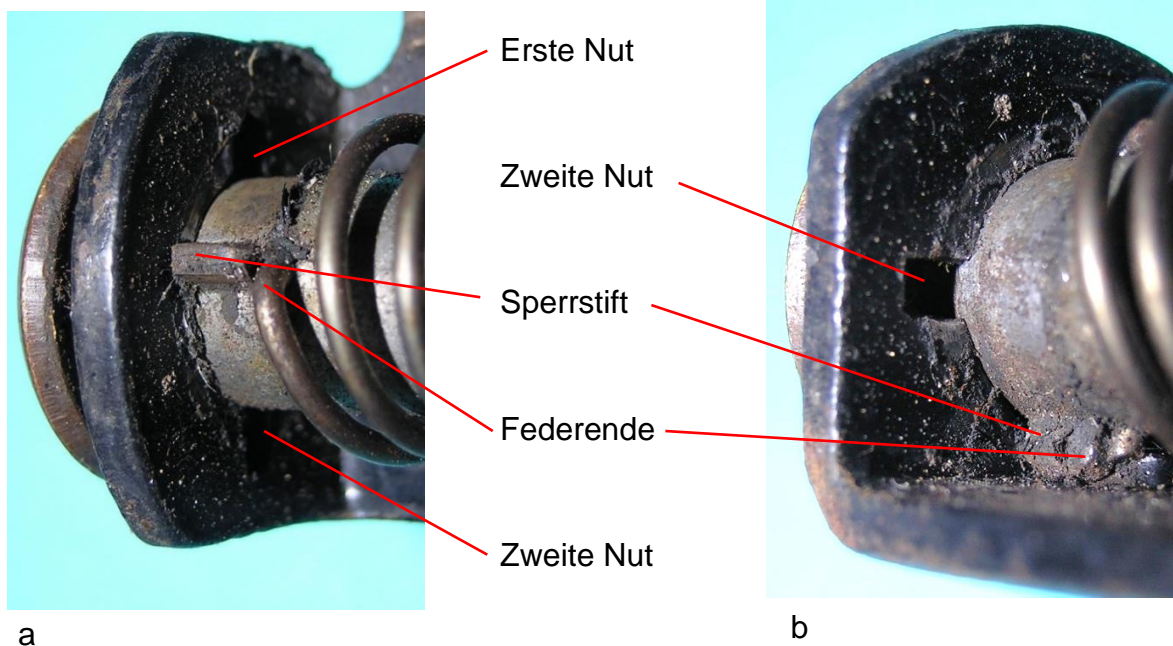 Erste Nut
Zweite Nut
Sperrstift
Federende
Zweite Nut
a
b